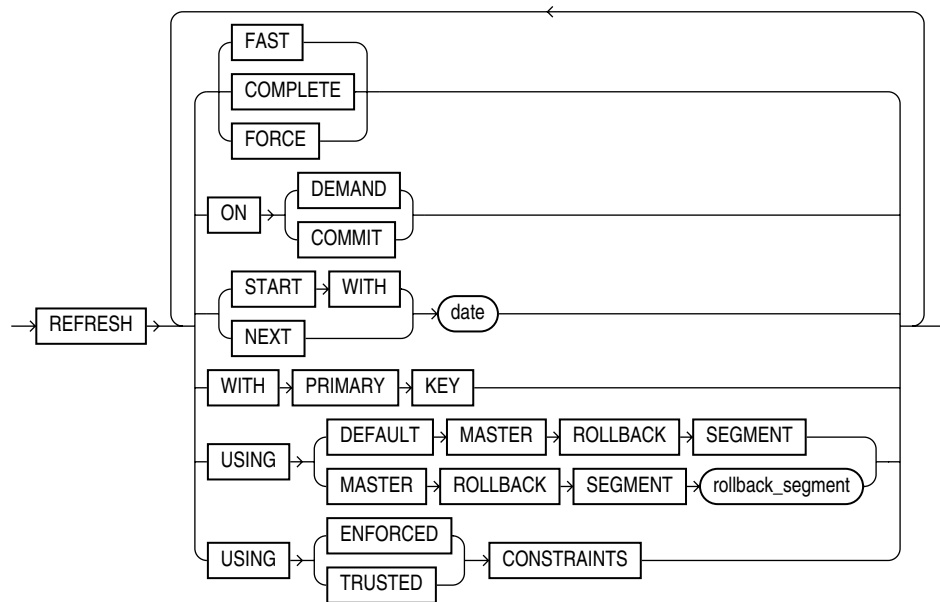 FAST
COMPLETE
FORCE
DEMAND
ON
COMMIT
START WITH
date
REFRESH
NEXT
WITH PRIMARY KEY
DEFAULT MASTER ROLLBACK SEGMENT
USING
MASTER ROLLBACK SEGMENT rollback_segment
ENFORCED
USING CONSTRAINTS
TRUSTED